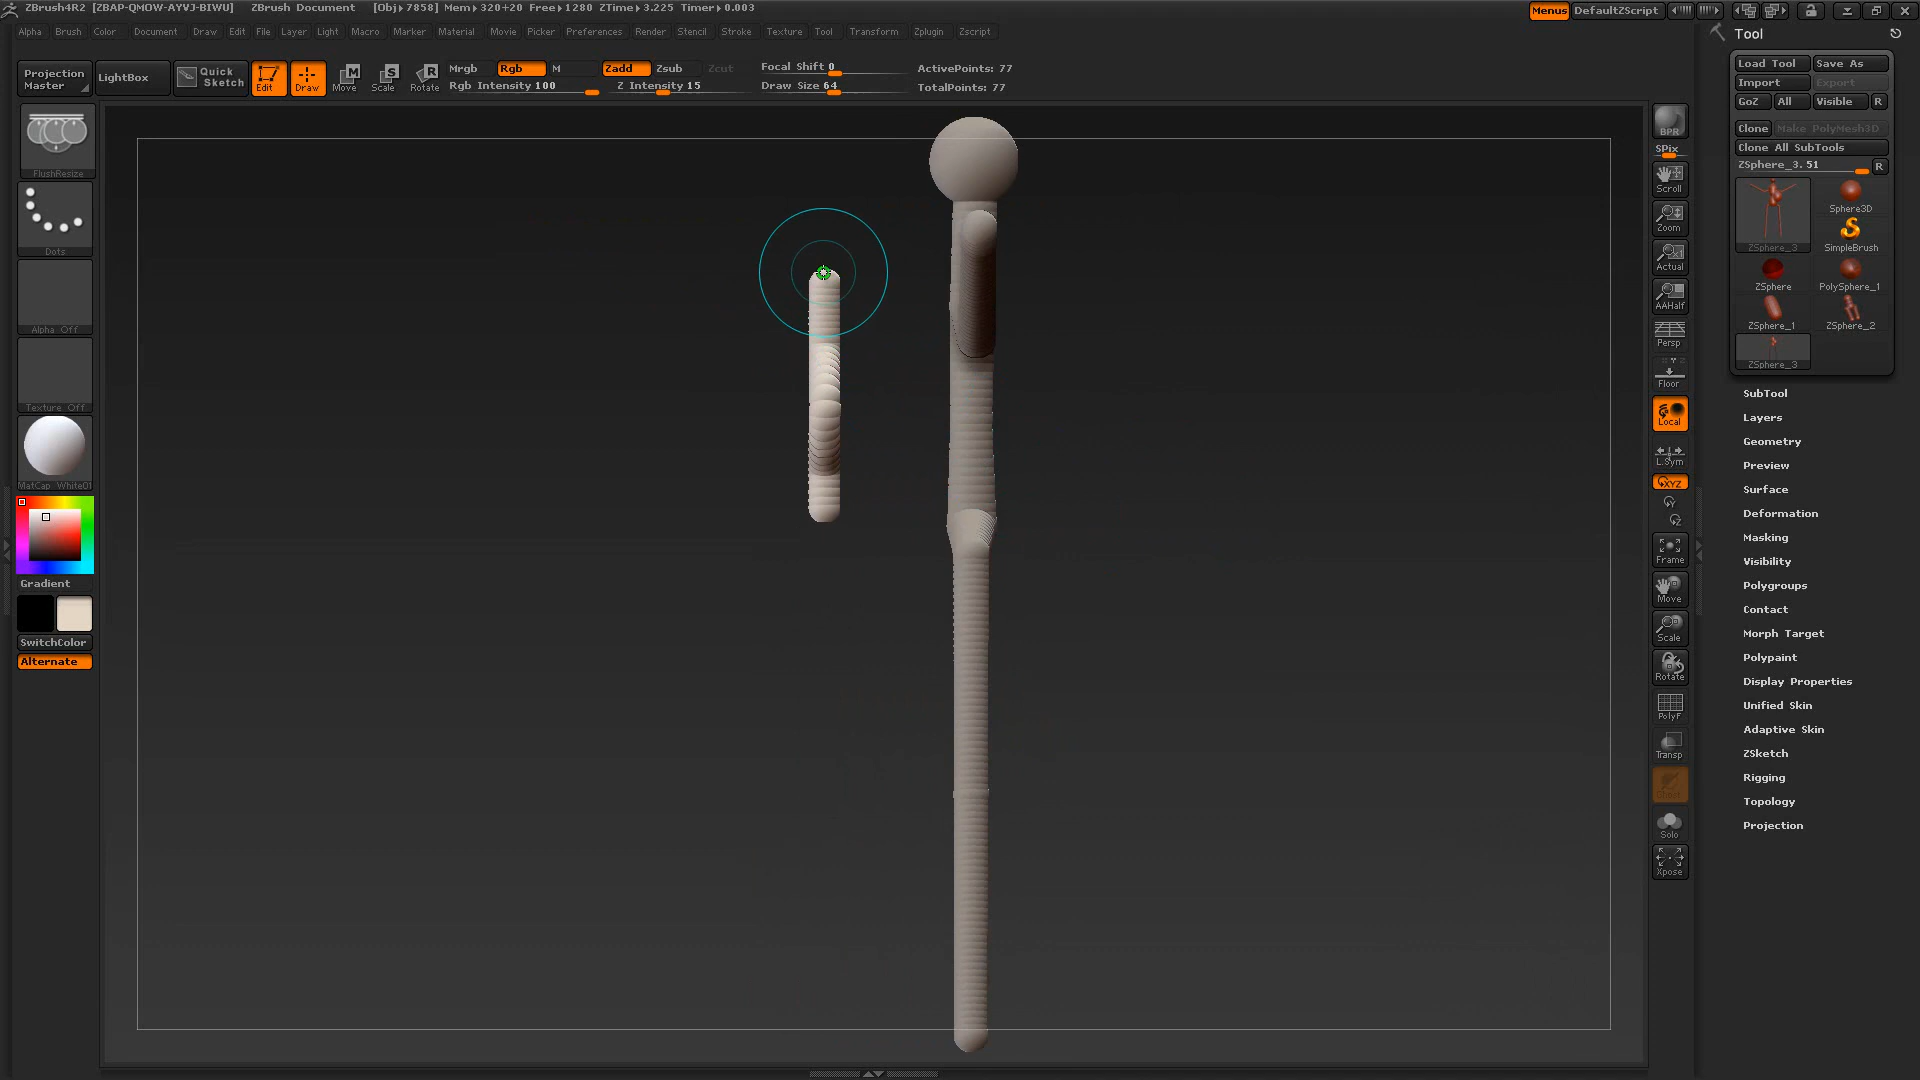 ZBrush4R2 [ZBAP-QMOW-AYVJ-BIWU] ZBrush Document [Obj▸7858] Mem▸320+20 Free▸1280 ZTime▸3.225 Timer▸0.003 Menus DefaultZScript
Alpha Brush Color Document Draw Edit File Layer Light Macro Marker Material Movie Picker Preferences Render Stencil Stroke Texture Tool Transform Zplugin Zscript
Projection Master
LightBox
Quick Sketch
Edit
Draw
Move
Scale
Rotate
Mrgb Rgb M
Rgb Intensity 100
Zadd Zsub Zcut
Z Intensity 15
Focal Shift 0
Draw Size 64
ActivePoints: 77
TotalPoints: 77
FlushResize
Dots
Alpha Off
Texture Off
MatCap White01
Gradient
SwitchColor
Alternate
BPR
SPix
Scroll
Zoom
Actual
AAHalf
Persp
Floor
Local
L.Sym
XYZ
Y
Z
Frame
Move
Scale
Rotate
PolyF
Transp
Solo
Xpose
Tool
Load Tool Save As
Import Export
GoZ All Visible R
Clone Make PolyMesh3D
Clone All SubTools
ZSphere_3. 51 R
ZSphere_3
Sphere3D
SimpleBrush
ZSphere PolySphere_1
ZSphere_1 ZSphere_2
ZSphere_3
SubTool
Layers
Geometry
Preview
Surface
Deformation
Masking
Visibility
Polygroups
Contact
Morph Target
Polypaint
Display Properties
Unified Skin
Adaptive Skin
ZSketch
Rigging
Topology
Projection